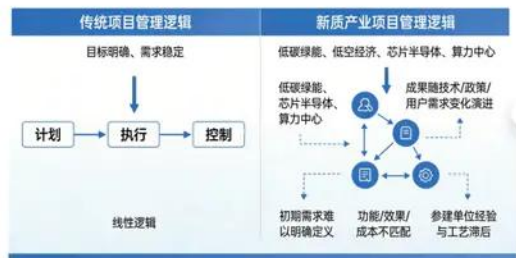 传统项目管理逻辑
目标明确、需求稳定
计划
执行
控制
线性逻辑
新质产业项目管理逻辑
低碳绿能、低空经济、芯片半导体、算力中心
低碳绿能、
芯片半导体、
算力中心
成果随技术/政策/
用户需求变化演进
初期需求难
以明确定义
功能/效果/
成本不匹配
参建单位经验
与工艺滞后